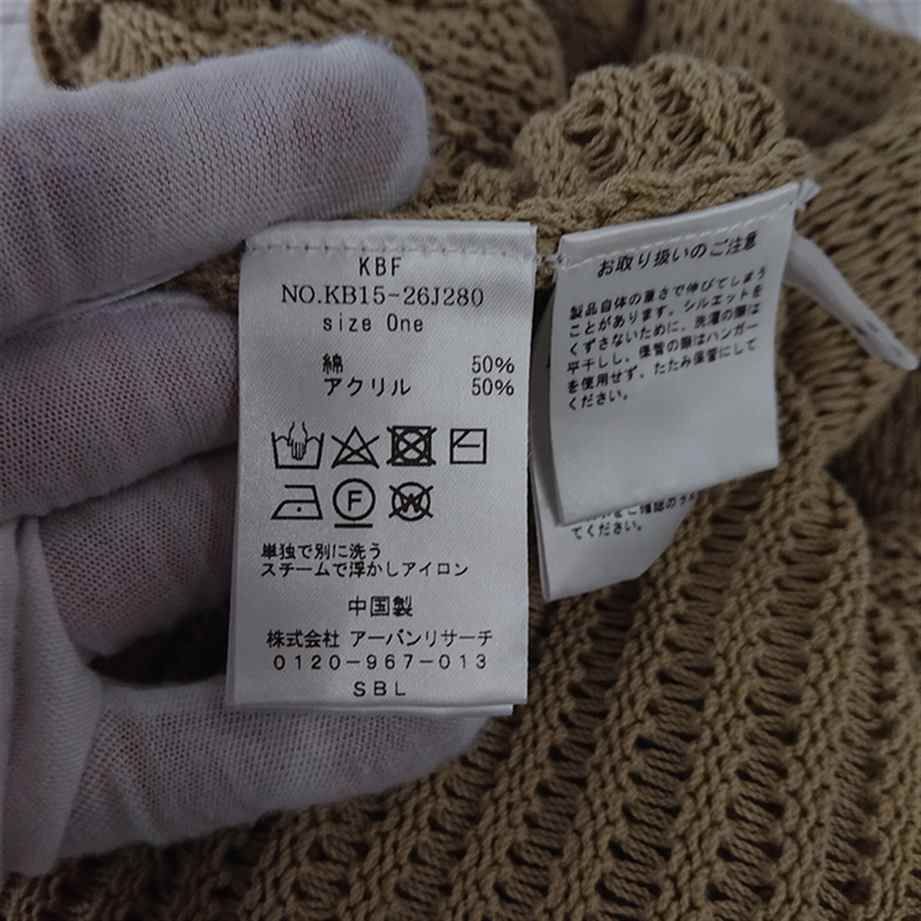 KBF
NO.KB15-26J280
size One
綿 50%
アクリル 50%
F
W
単独で別に洗う
スチームで浮かしアイロン
中国製
株式会社 アーバンリサーチ
0120-967-013
SBL
お取り扱いのご注意
製品自体の重さで伸びてしまう
ことがあります。シルエットを
くずさないために、洗濯の際は
平干しし、保管の際はハンガー
を使用せず、たたみ保管にして
ください。
てください。